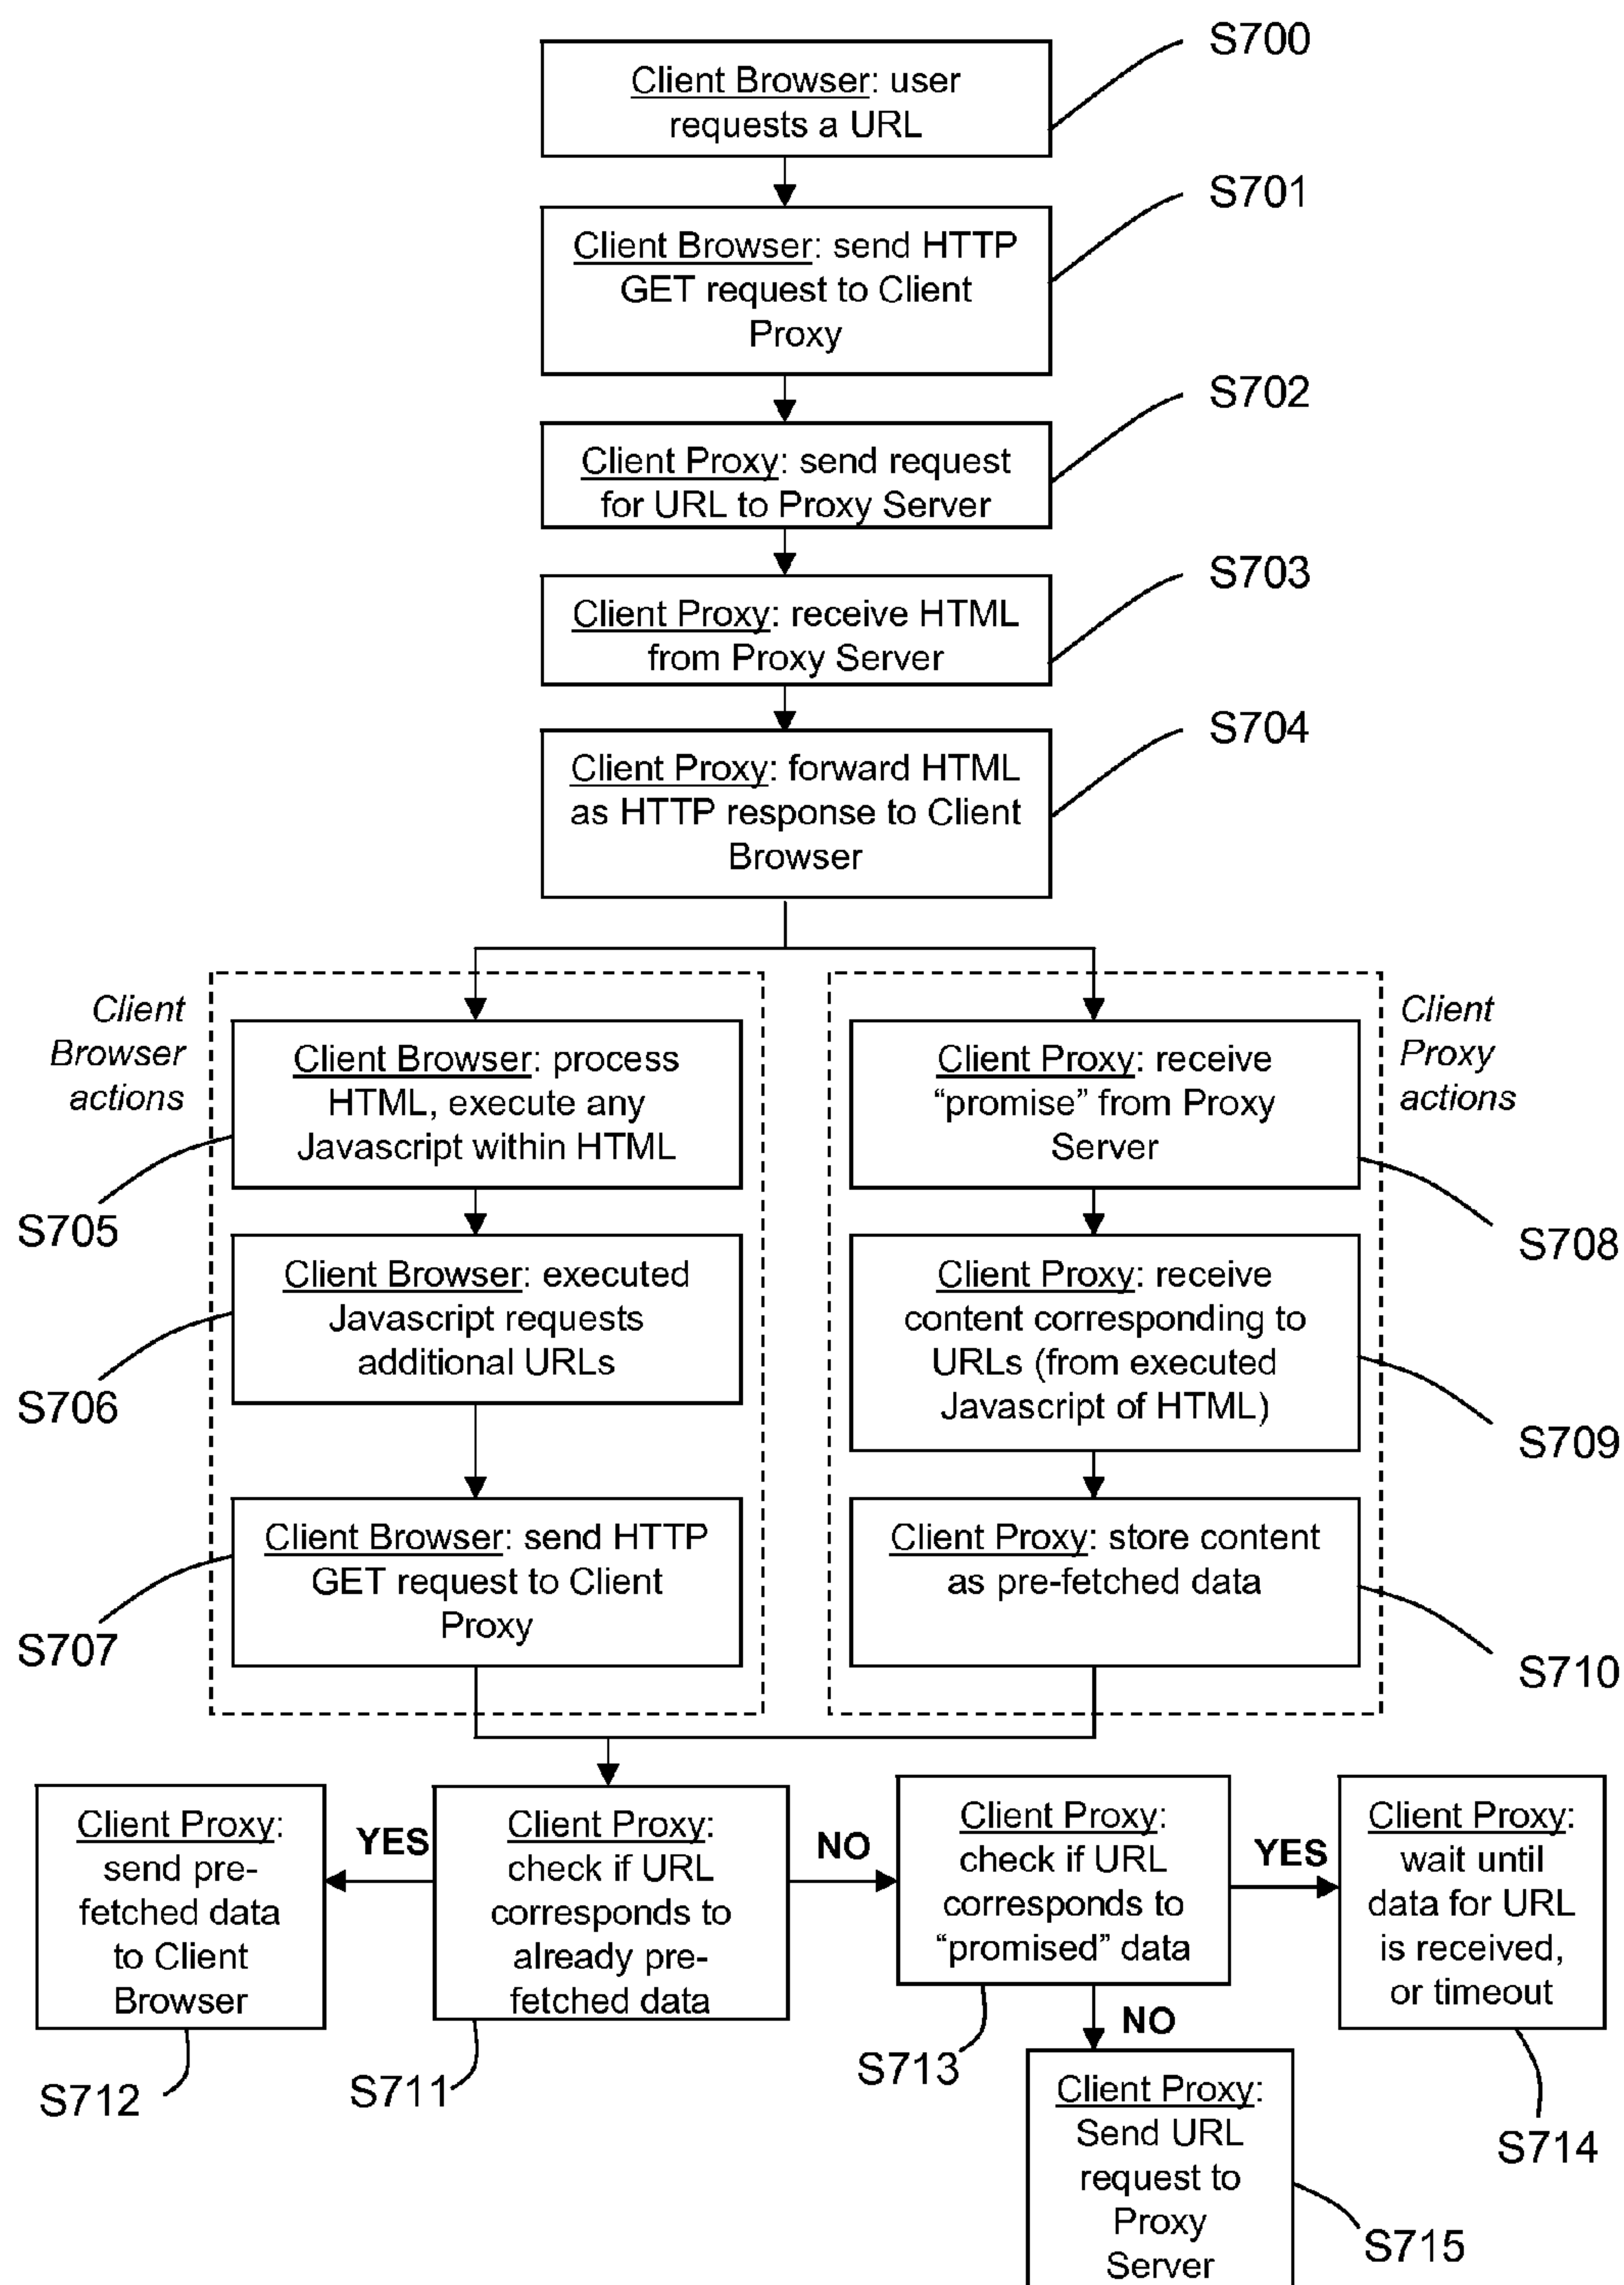 S700
Client Browser: user
requests a URL
S701
Client Browser: send HTTP
GET request to Client
Proxy
S702
Client Proxy: send request
for URL to Proxy Server
S703
Client Proxy: receive HTML
from Proxy Server
S704
Client Proxy: forward HTML
as HTTP response to Client
Browser
Client
Browser
actions
Client Browser: process
HTML, execute any
Javascript within HTML
S705
Client Browser: executed
Javascript requests
additional URLs
S706
Client Browser: send HTTP
GET request to Client
Proxy
S707
Client
Proxy
actions
Client Proxy: receive
“promise” from Proxy
Server
S708
Client Proxy: receive
content corresponding to
URLs (from executed
Javascript of HTML)
S709
Client Proxy: store content
as pre-fetched data
S710
Client Proxy:
send pre-
fetched data
to Client
Browser
S712
YES
Client Proxy:
check if URL
corresponds to
already pre-
fetched data
S711
NO
Client Proxy:
check if URL
corresponds to
“promised” data
S713
YES
Client Proxy:
wait until
data for URL
is received,
or timeout
S714
NO
Client Proxy:
Send URL
request to
Proxy
Server
S715